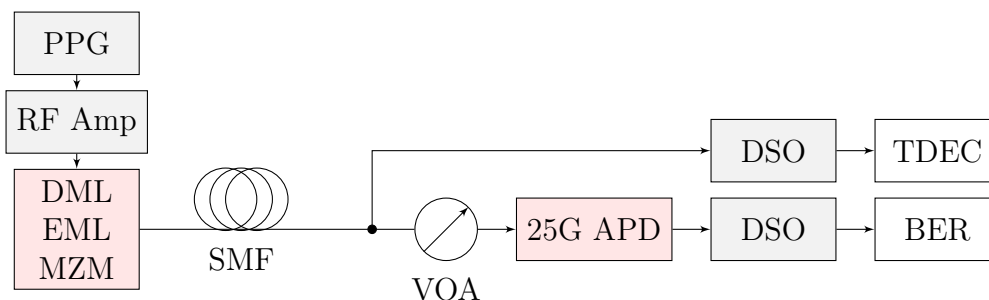 PPG
RF Amp
DML
EML
MZM
SMF
VOA
25G APD
DSO
TDEC
DSO
BER